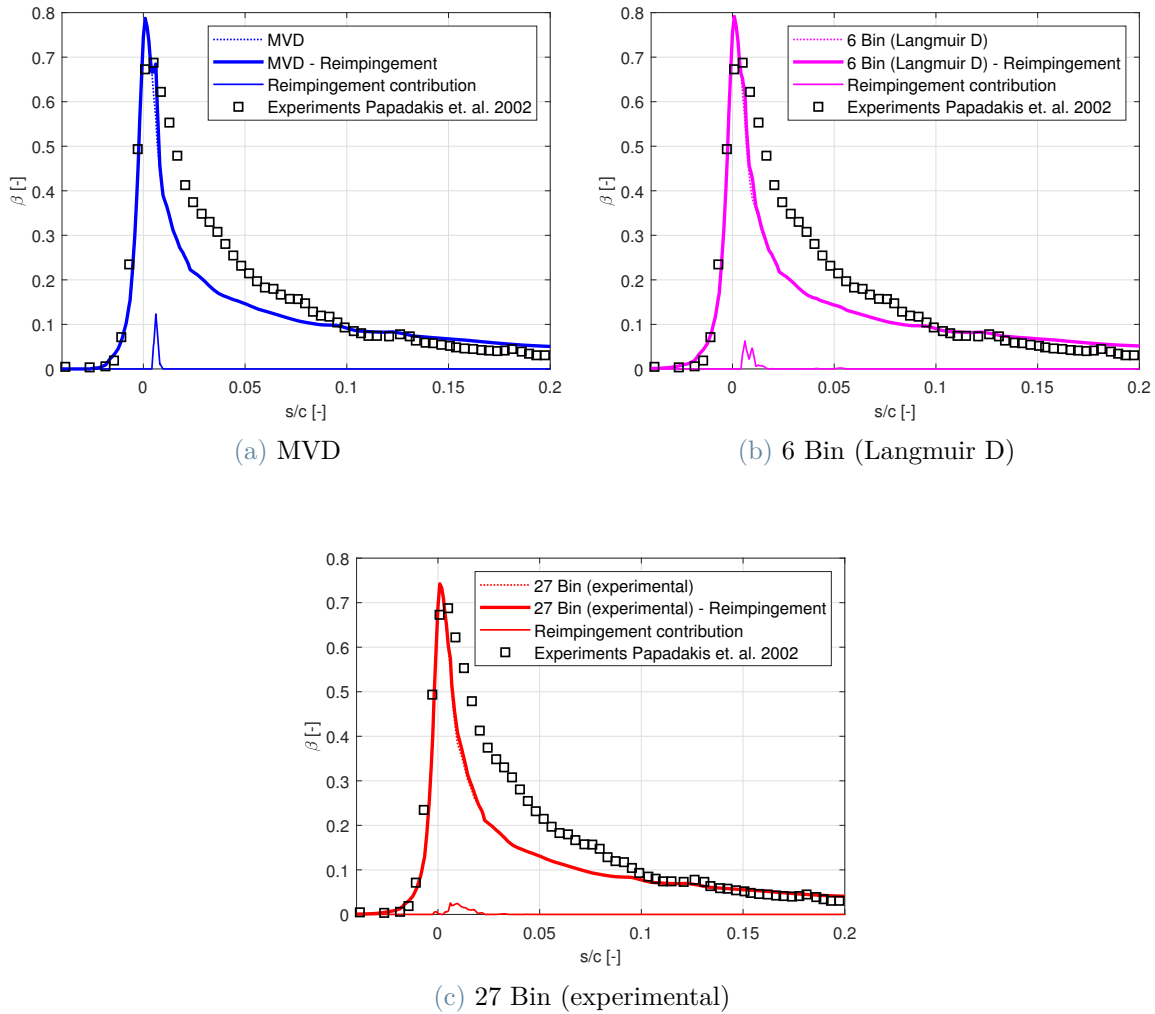 MVD
MVD - Reimpingement
Reimpingement contribution
Experiments Papadakis et. al. 2002
0.8
0.7
0.6
0.5
0.4
0.3
0.2
0.1
0
β [-]
0
0.05
0.1
0.15
0.2
s/c [-]
(a) MVD
6 Bin (Langmuir D)
6 Bin (Langmuir D) - Reimpingement
Reimpingement contribution
Experiments Papadakis et. al. 2002
0.8
0.7
0.6
0.5
0.4
0.3
0.2
0.1
0
β [-]
0
0.05
0.1
0.15
0.2
s/c [-]
(b) 6 Bin (Langmuir D)
27 Bin (experimental)
27 Bin (experimental) - Reimpingement
Reimpingement contribution
Experiments Papadakis et. al. 2002
0.8
0.7
0.6
0.5
0.4
0.3
0.2
0.1
0
β [-]
0
0.05
0.1
0.15
0.2
s/c [-]
(c) 27 Bin (experimental)